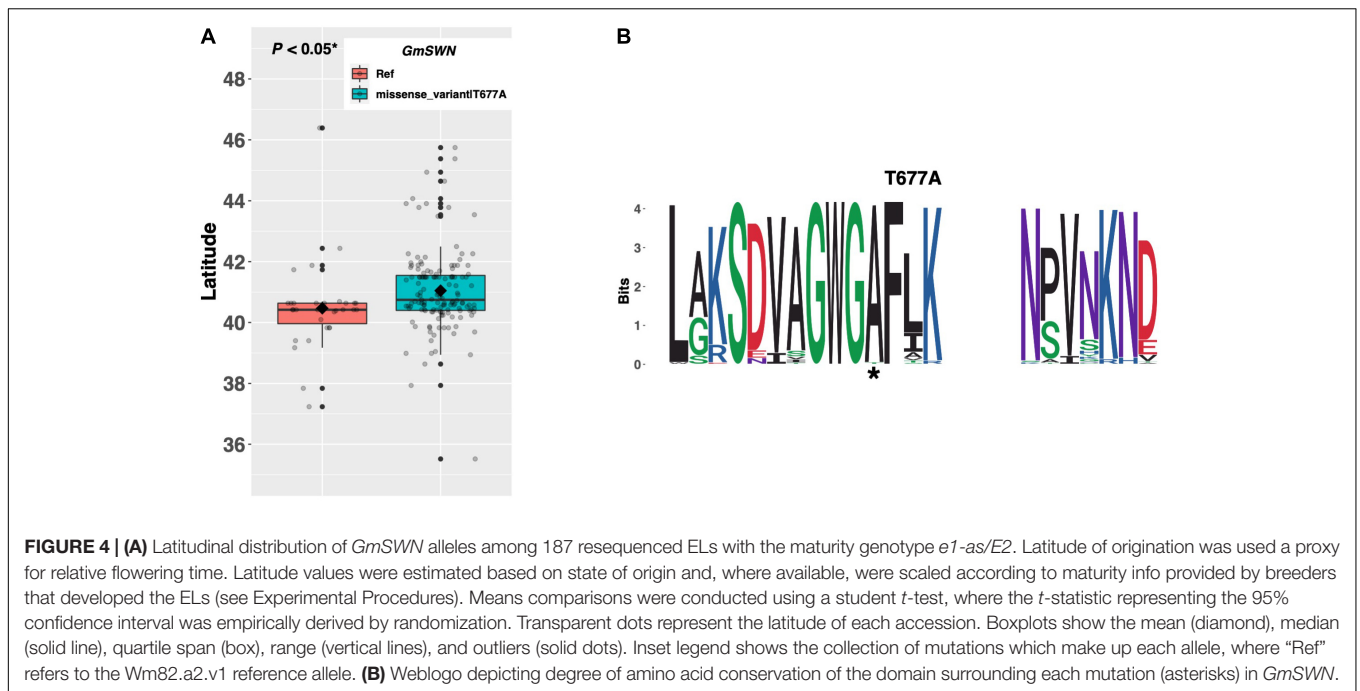 A
P < 0.05*
GmSWN
Ref
missense_variant|T677A
48
46
44
42
40
38
36
Latitude
B
T677A
Bits
4
3
2
1
0
*
FIGURE 4 | (A) Latitudinal distribution of GmSWN alleles among 187 resequenced ELs with the maturity genotype e1-as/E2. Latitude of origination was used a proxy
for relative flowering time. Latitude values were estimated based on state of origin and, where available, were scaled according to maturity info provided by breeders
that developed the ELs (see Experimental Procedures). Means comparisons were conducted using a student t-test, where the t-statistic representing the 95%
confidence interval was empirically derived by randomization. Transparent dots represent the latitude of each accession. Boxplots show the mean (diamond), median
(solid line), quartile span (box), range (vertical lines), and outliers (solid dots). Inset legend shows the collection of mutations which make up each allele, where “Ref”
refers to the Wm82.a2.v1 reference allele. (B) Weblogo depicting degree of amino acid conservation of the domain surrounding each mutation (asterisks) in GmSWN.